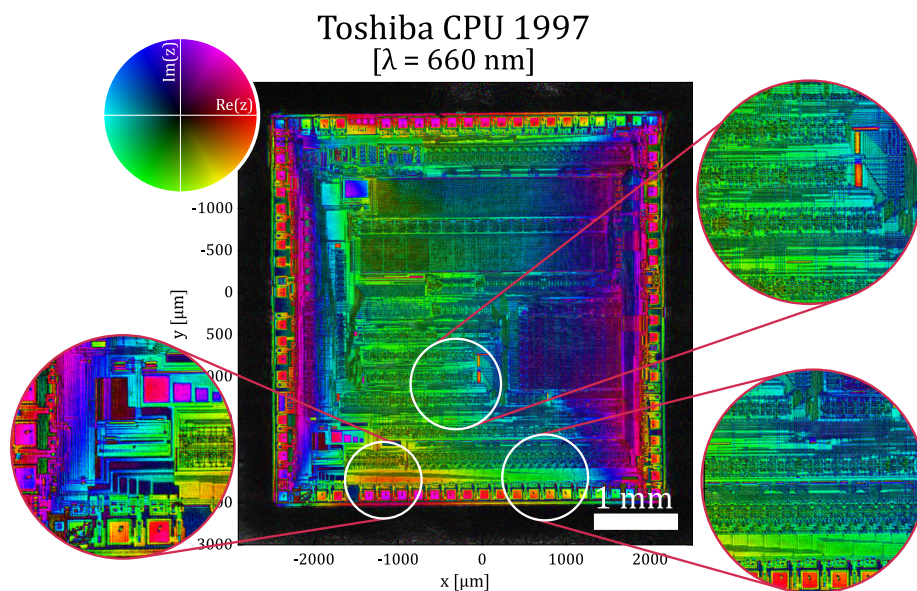 Toshiba CPU 1997
[λ = 660 nm]
Im(z)
Re(z)
-1000
-500
0
500
3000
y [μm]
-2000
-1000
0
1000
2000
x [μm]
1 mm